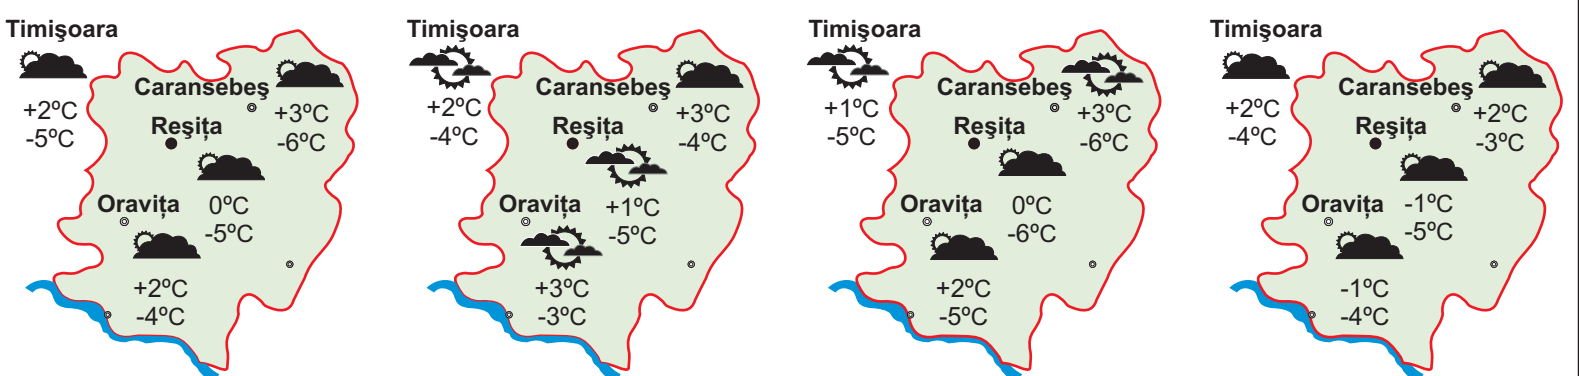 Timişoara
+2ºC
-5ºC
Caransebeş
+3ºC
-6ºC
Reşiţa
0ºC
-5ºC
Oraviţa
+2ºC
-4ºC
Timişoara
+2ºC
-4ºC
Caransebeş
+3ºC
-4ºC
Reşiţa
+1ºC
-5ºC
Oraviţa
+3ºC
-3ºC
Timişoara
+1ºC
-5ºC
Caransebeş
+3ºC
-6ºC
Reşiţa
0ºC
-6ºC
Oraviţa
+2ºC
-5ºC
Timişoara
+2ºC
-4ºC
Caransebeş
+2ºC
-3ºC
Reşiţa
-1ºC
-5ºC
Oraviţa
-1ºC
-4ºC